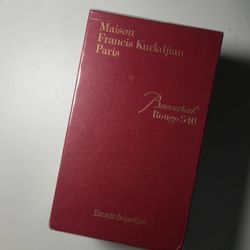 Maison
Francis Kurkdjian
Paris
Baccarat
Rouge 540
Extrait de parfum